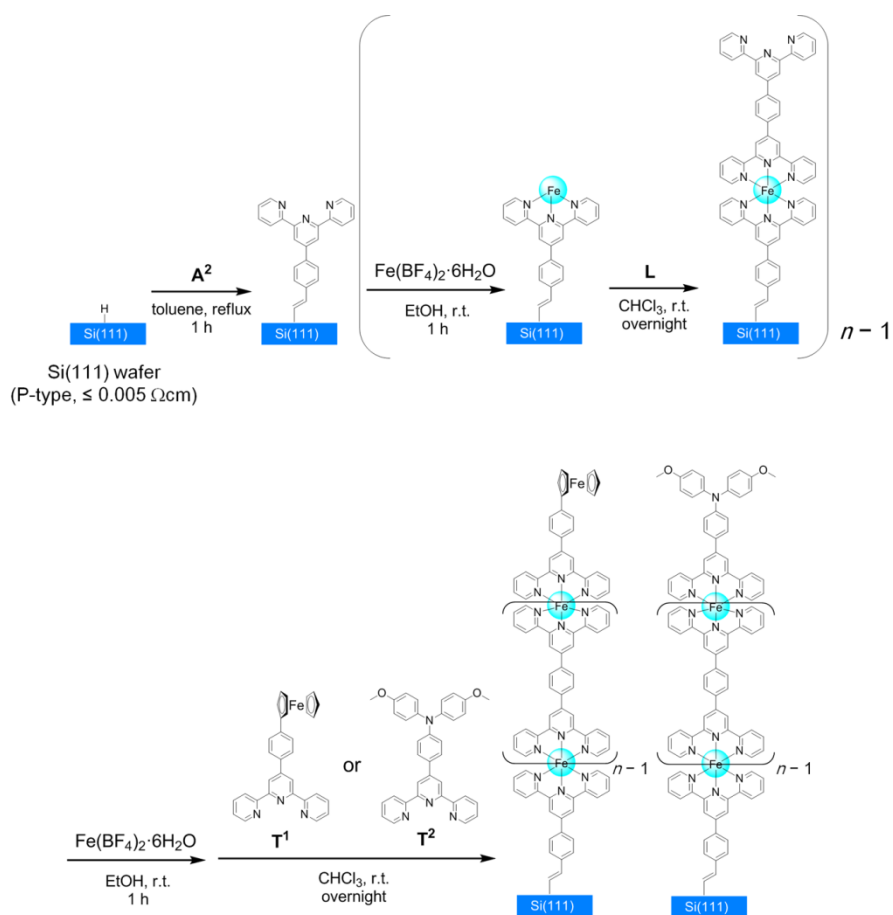 H
Si(111)
Si(111) wafer
(P-type, ≤ 0.005 Ωcm)
A²
toluene, reflux
1 h
N N N
Si(111)
Fe(BF₄)₂·6H₂O
EtOH, r.t.
1 h
Fe
N N
N
Si(111)
L
CHCl₃, r.t.
overnight
N N N
N
N N
Fe
N N
N
Si(111)
n − 1
Fe(BF₄)₂·6H₂O
EtOH, r.t.
1 h
Fe
N N N
T¹
or
O O
N
N N N
T²
CHCl₃, r.t.
overnight
Fe
N
N N
Fe
N N
N
N
N N
Fe
n − 1
N N
N
Si(111)
O O
N
N
N N
Fe
N N
N
N
N N
Fe
n − 1
N N
N
Si(111)